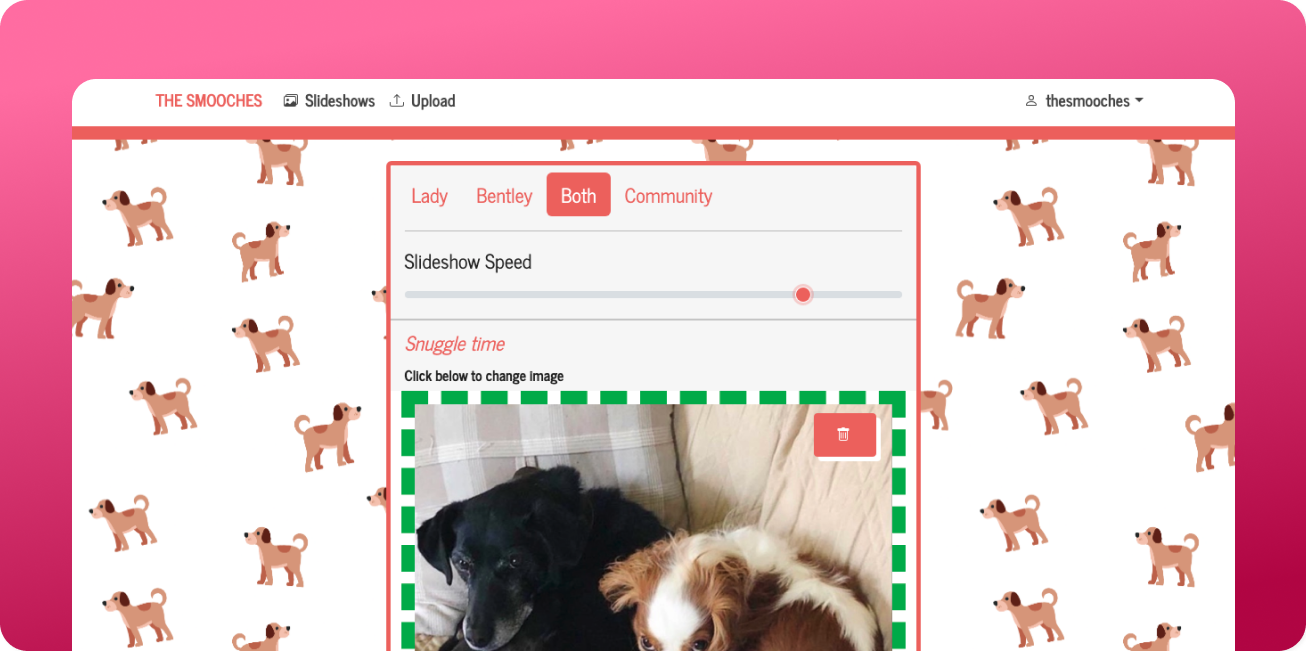 THE SMOOCHES Slideshows Upload thesmooches
Lady Bentley Both Community
Slideshow Speed
Snuggle time
Click below to change image